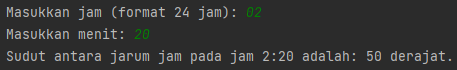 Masukkan jam (format 24 jam): 02
Masukkan menit: 20
Sudut antara jarum jam pada jam 2:20 adalah: 50 derajat.